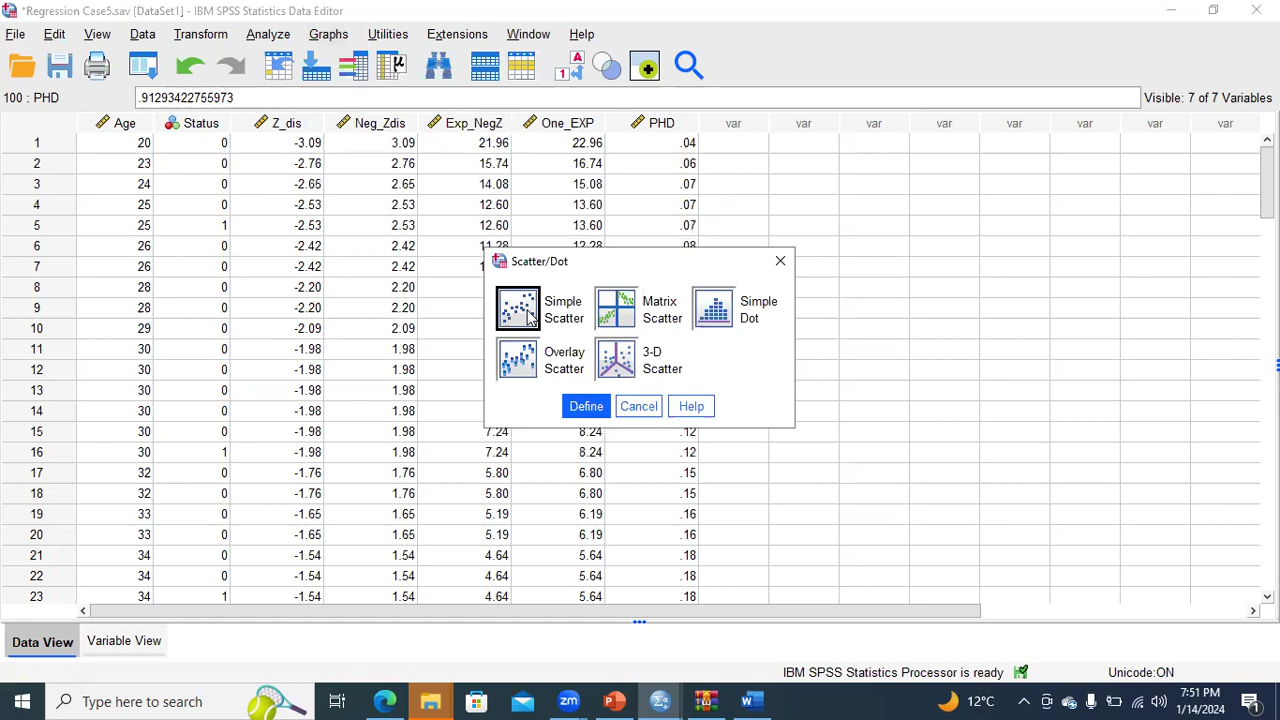 *Regression Case5.sav [DataSet1] - IBM SPSS Statistics Data Editor
File Edit View Data Transform Analyze Graphs Utilities Extensions Window Help
100 : PHD .91293422755973 Visible: 7 of 7 Variables
Age Status Z_dis Neg_Zdis Exp_NegZ One_EXP PHD var var var var var var var var
1 20 0 -3.09 3.09 21.96 22.96 .04
2 23 0 -2.76 2.76 15.74 16.74 .06
3 24 0 -2.65 2.65 14.08 15.08 .07
4 25 0 -2.53 2.53 12.60 13.60 .07
5 25 1 -2.53 2.53 12.60 13.60 .07
6 26 0 -2.42 2.42 11.28 12.28 .08
7 26 0 -2.42 2.42
8 28 0 -2.20 2.20
9 28 0 -2.20 2.20
10 29 0 -2.09 2.09
11 30 0 -1.98 1.98
12 30 0 -1.98 1.98
13 30 0 -1.98 1.98
14 30 0 -1.98 1.98
15 30 0 -1.98 1.98 7.24 8.24 .12
16 30 1 -1.98 1.98 7.24 8.24 .12
17 32 0 -1.76 1.76 5.80 6.80 .15
18 32 0 -1.76 1.76 5.80 6.80 .15
19 33 0 -1.65 1.65 5.19 6.19 .16
20 33 0 -1.65 1.65 5.19 6.19 .16
21 34 0 -1.54 1.54 4.64 5.64 .18
22 34 0 -1.54 1.54 4.64 5.64 .18
23 34 1 -1.54 1.54 4.64 5.64 .18
Scatter/Dot
Simple Scatter
Matrix Scatter
Simple Dot
Overlay Scatter
3-D Scatter
Define Cancel Help
Data View Variable View
IBM SPSS Statistics Processor is ready Unicode:ON
Type here to search 12°C 7:51 PM
1/14/2024